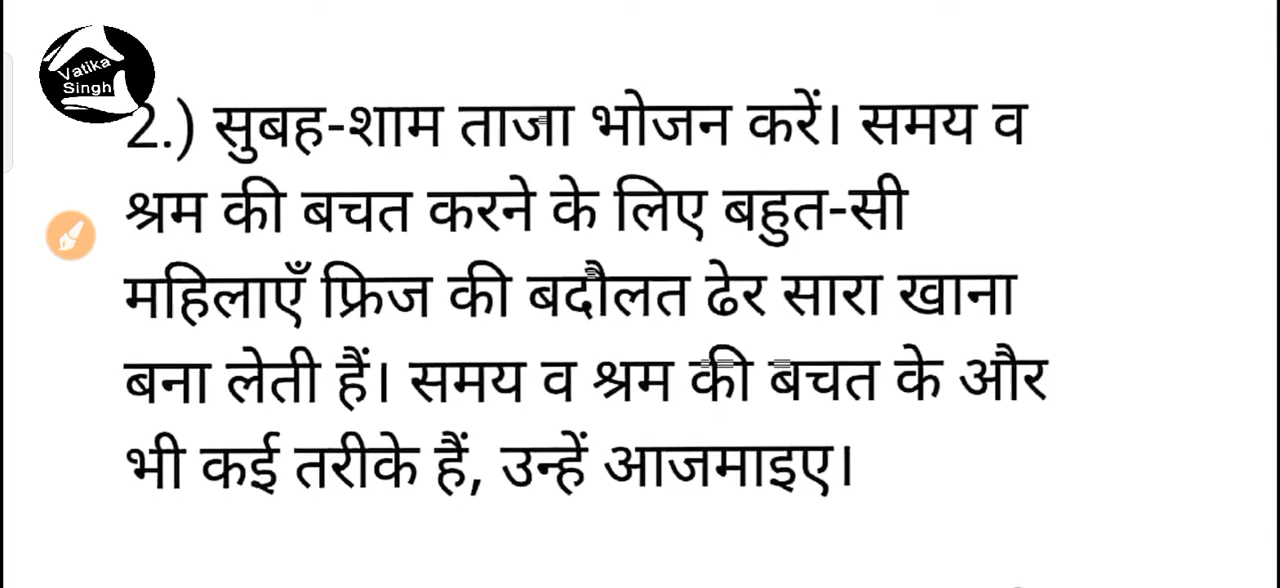 Vatika
Singh
2.) सुबह-शाम ताजा भोजन करें। समय व
श्रम की बचत करने के लिए बहुत-सी
महिलाएँ फ्रिज की बदौलत ढेर सारा खाना
बना लेती हैं। समय व श्रम की बचत के और
भी कई तरीके हैं, उन्हें आजमाइए।